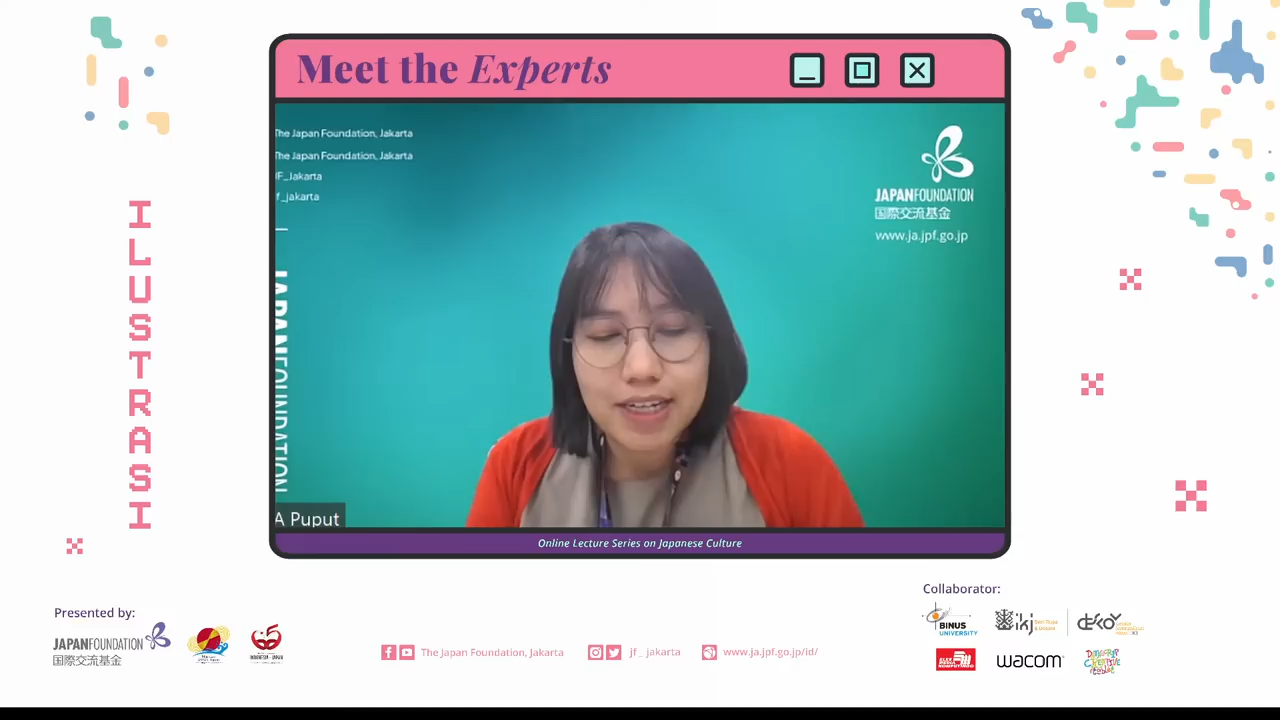 Meet the Experts
The Japan Foundation, Jakarta
The Japan Foundation, Jakarta
JF_Jakarta
jf_jakarta
JAPANFOUNDATION
国際交流基金
www.ja.jpf.go.jp
JAPANFOUNDATION
A Puput
Online Lecture Series on Japanese Culture
ILUSTRASI
Presented by:
JAPANFOUNDATION
国際交流基金
The Japan Foundation, Jakarta
jf_jakarta
www.ja.jpf.go.jp/id/
Collaborator:
BINUS
UNIVERSITY
ikj
wacom